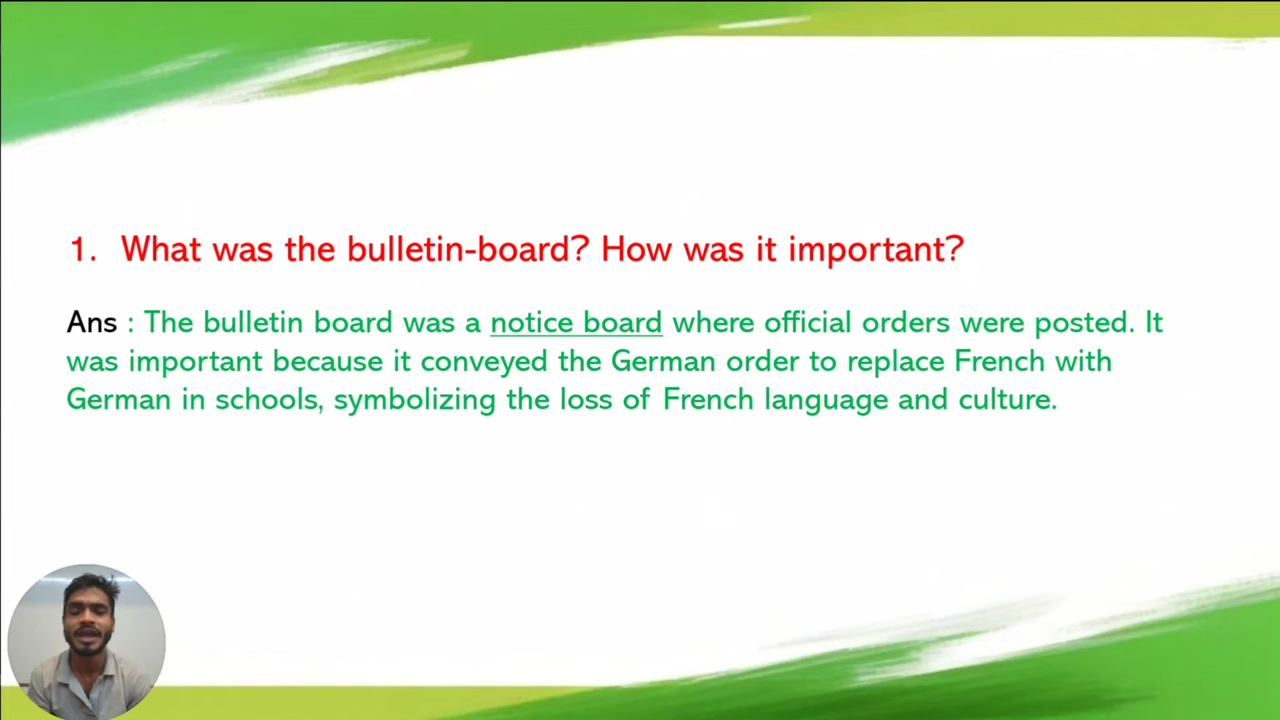 1. What was the bulletin-board? How was it important?
Ans : The bulletin board was a notice board where official orders were posted. It
was important because it conveyed the German order to replace French with
German in schools, symbolizing the loss of French language and culture.